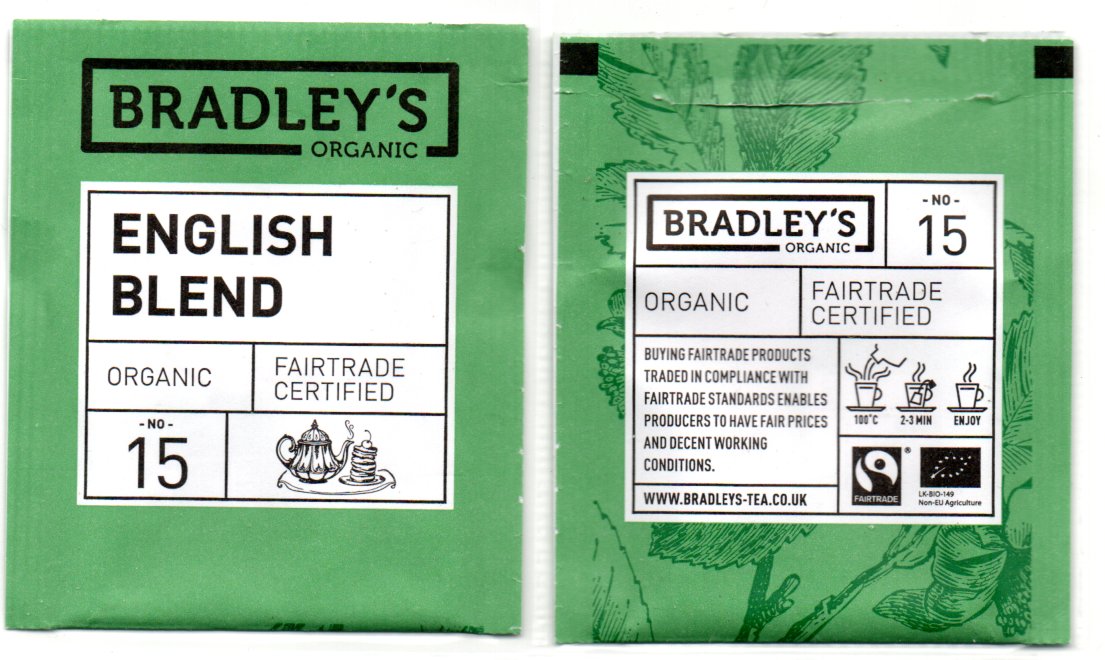 BRADLEY'S
ORGANIC
ENGLISH
BLEND
ORGANIC
FAIRTRADE
CERTIFIED
- NO -
15
BRADLEY'S
ORGANIC
- NO -
15
ORGANIC
FAIRTRADE
CERTIFIED
BUYING FAIRTRADE PRODUCTS
TRADED IN COMPLIANCE WITH
FAIRTRADE STANDARDS ENABLES
PRODUCERS TO HAVE FAIR PRICES
AND DECENT WORKING
CONDITIONS.
WWW.BRADLEYS-TEA.CO.UK
100°C
2-3 MIN
ENJOY
®
FAIRTRADE
LK-BIO-149
Non-EU Agriculture